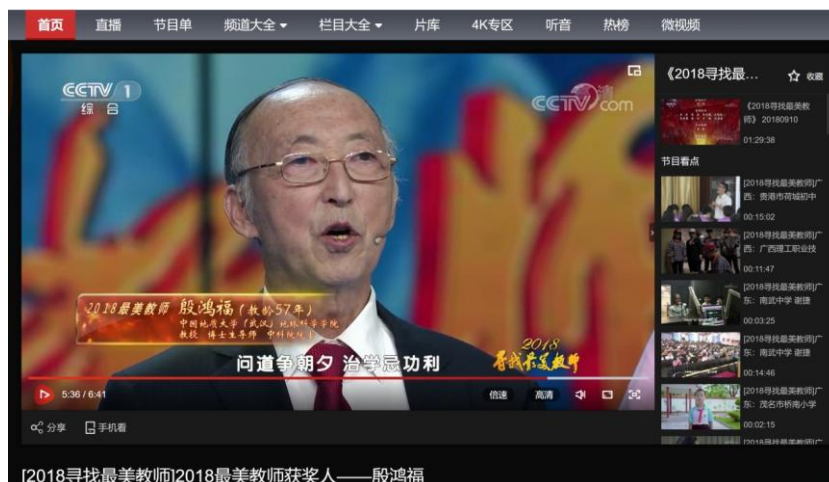 首页 直播 节目单 频道大全 栏目大全 片库 4K专区 听音 热榜 微视频
CCTV 1
综合
CCTV com
2018最美教师 殷鸿福（教龄57年）
中国地质大学（武汉）地球科学学院
教授 博士生导师 中科院院士
问道争朝夕 治学忌功利
2018
寻找最美教师
5:36 / 6:41
倍速 高清
分享 手机看
《2018寻找最... 收藏
《2018寻找最美教
师》 20180910
01:29:38
节目看点
[2018寻找最美教师]广
西：贵港市荷城初中
00:15:02
[2018寻找最美教师]广
西：广西理工职业技
00:11:47
[2018寻找最美教师]广
东：南武中学 谢捷
00:03:25
[2018寻找最美教师]广
东：南武中学 谢捷
00:14:46
[2018寻找最美教师]广
东：茂名市桥南小学
00:02:15
[2018寻找最美教师]广
[2018寻找最美教师]2018最美教师获奖人——殷鸿福